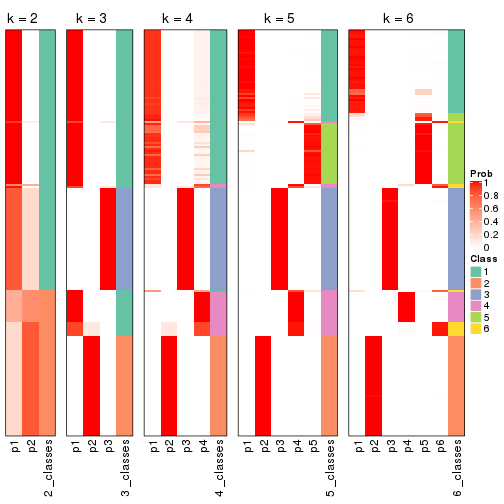 k = 2
k = 3
k = 4
k = 5
k = 6
Prob
1
0.8
0.6
0.4
0.2
0
Class
1
2
3
4
5
6
p1
p2
2_classes
p1
p2
p3
3_classes
p1
p2
p3
p4
4_classes
p1
p2
p3
p4
p5
5_classes
p1
p2
p3
p4
p5
p6
6_classes